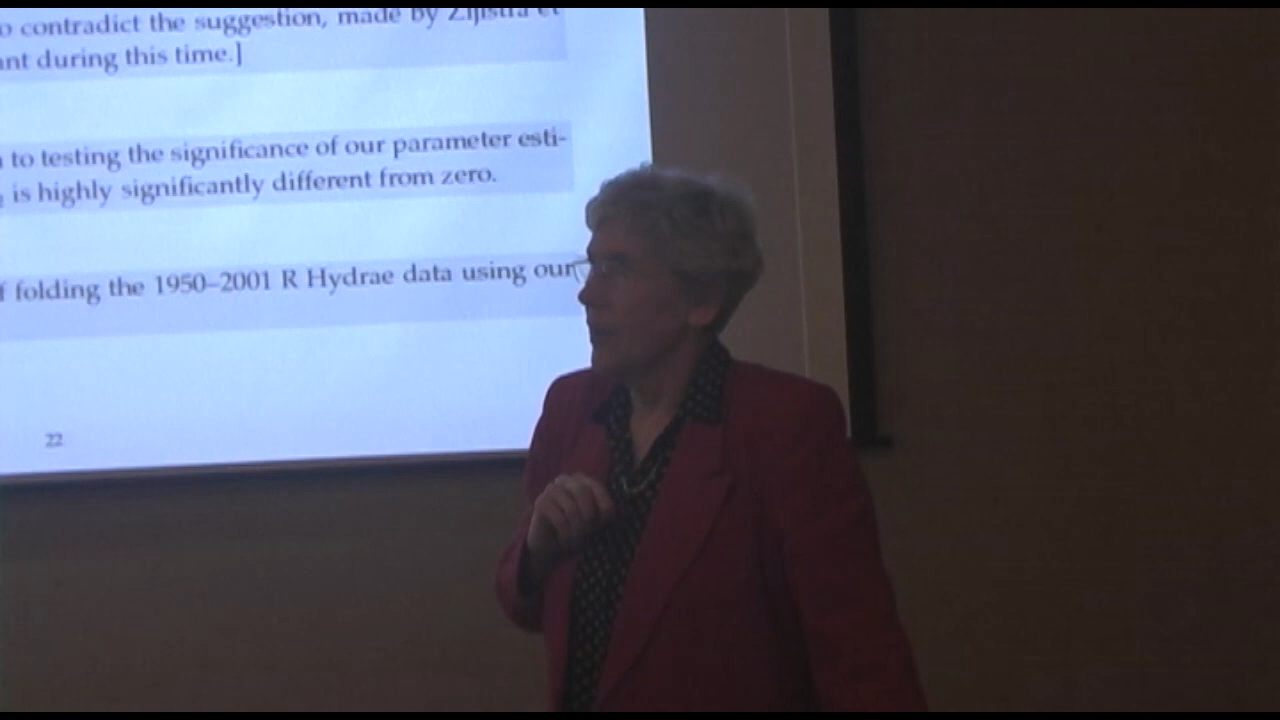 o contradict the suggestion, made by Zijlstra et
ant during this time.]
to testing the significance of our parameter esti-
is highly significantly different from zero.
f folding the 1950–2001 R Hydrae data using our
22